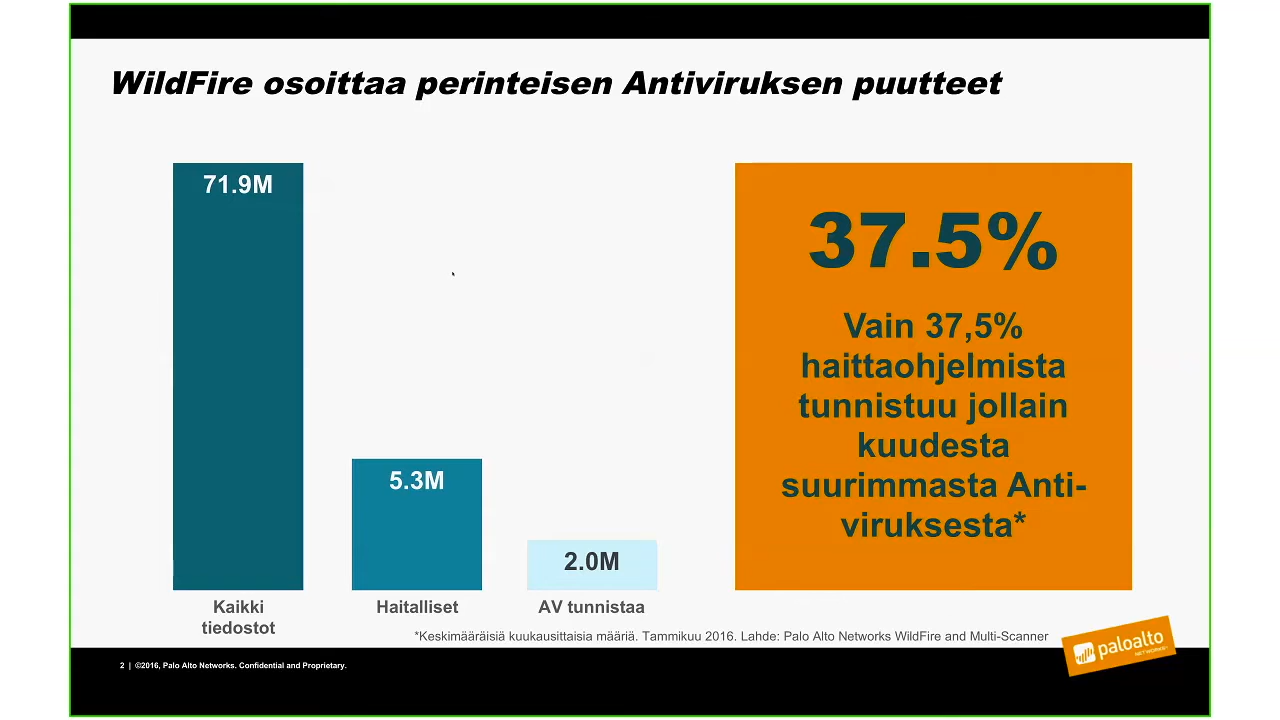 WildFire osoittaa perinteisen Antiviruksen puutteet
71.9M
5.3M
2.0M
Kaikki
tiedostot
Haitalliset
AV tunnistaa
37.5%
Vain 37,5%
haittaohjelmista
tunnistuu jollain
kuudesta
suurimmasta Anti-
viruksesta*
*Keskimääräisiä kuukausittaisia määriä. Tammikuu 2016. Lahde: Palo Alto Networks WildFire and Multi-Scanner
2 | ©2016, Palo Alto Networks. Confidential and Proprietary.
paloalto
NETWORKS